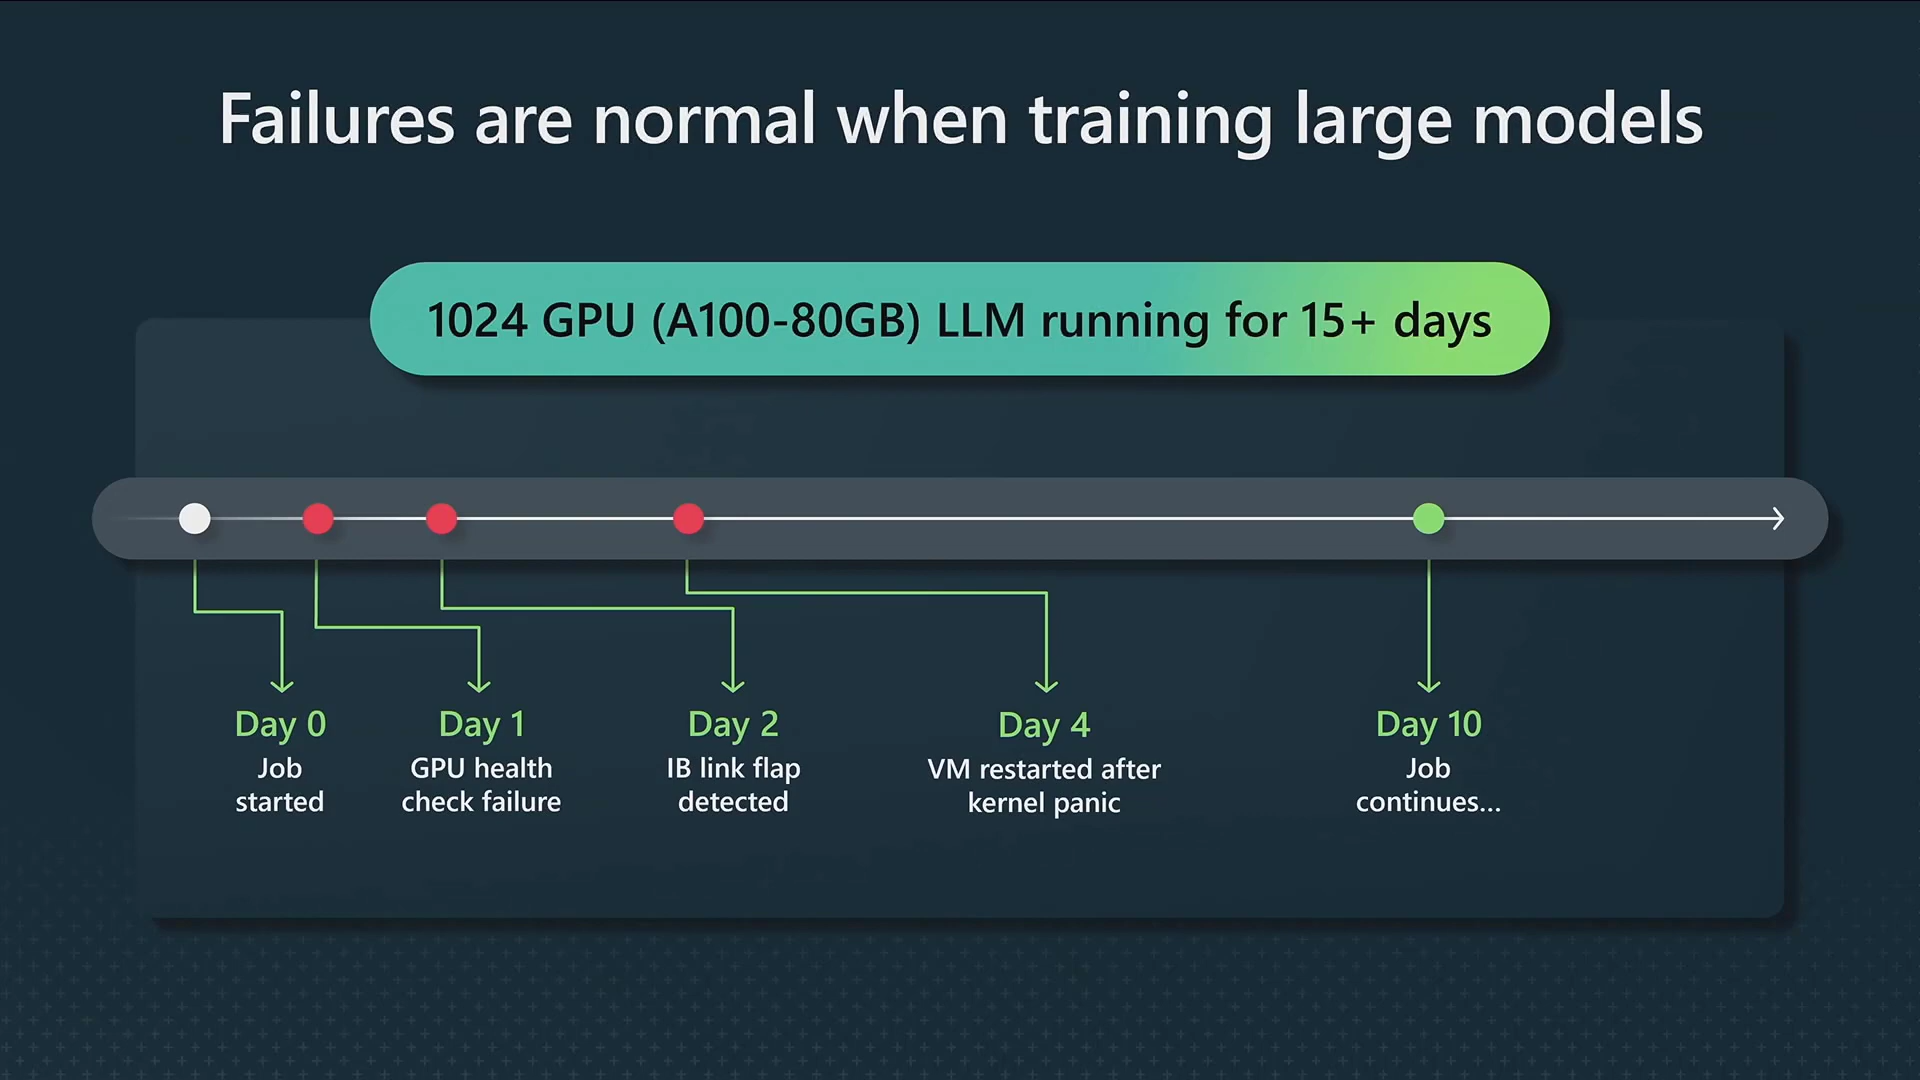 Failures are normal when training large models
1024 GPU (A100-80GB) LLM running for 15+ days
Day 0
Job
started
Day 1
GPU health
check failure
Day 2
IB link flap
detected
Day 4
VM restarted after
kernel panic
Day 10
Job
continues...